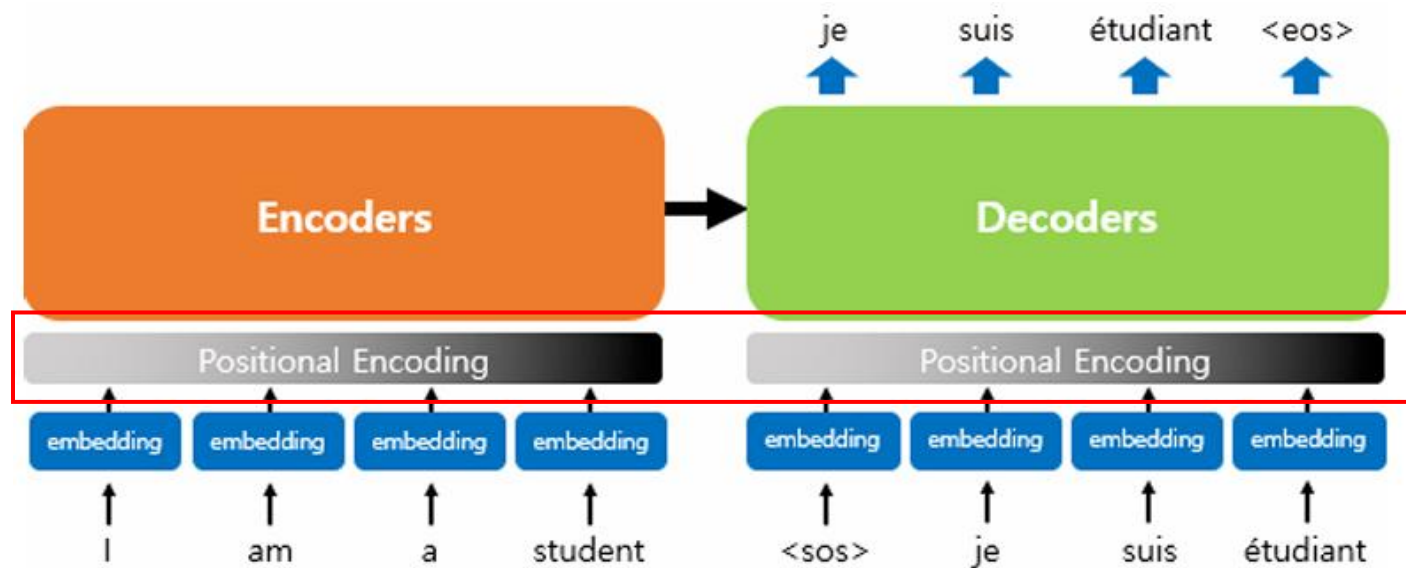 je suis étudiant <eos>
Encoders Decoders
Positional Encoding Positional Encoding
embedding embedding embedding embedding embedding embedding embedding embedding
I am a student <sos> je suis étudiant